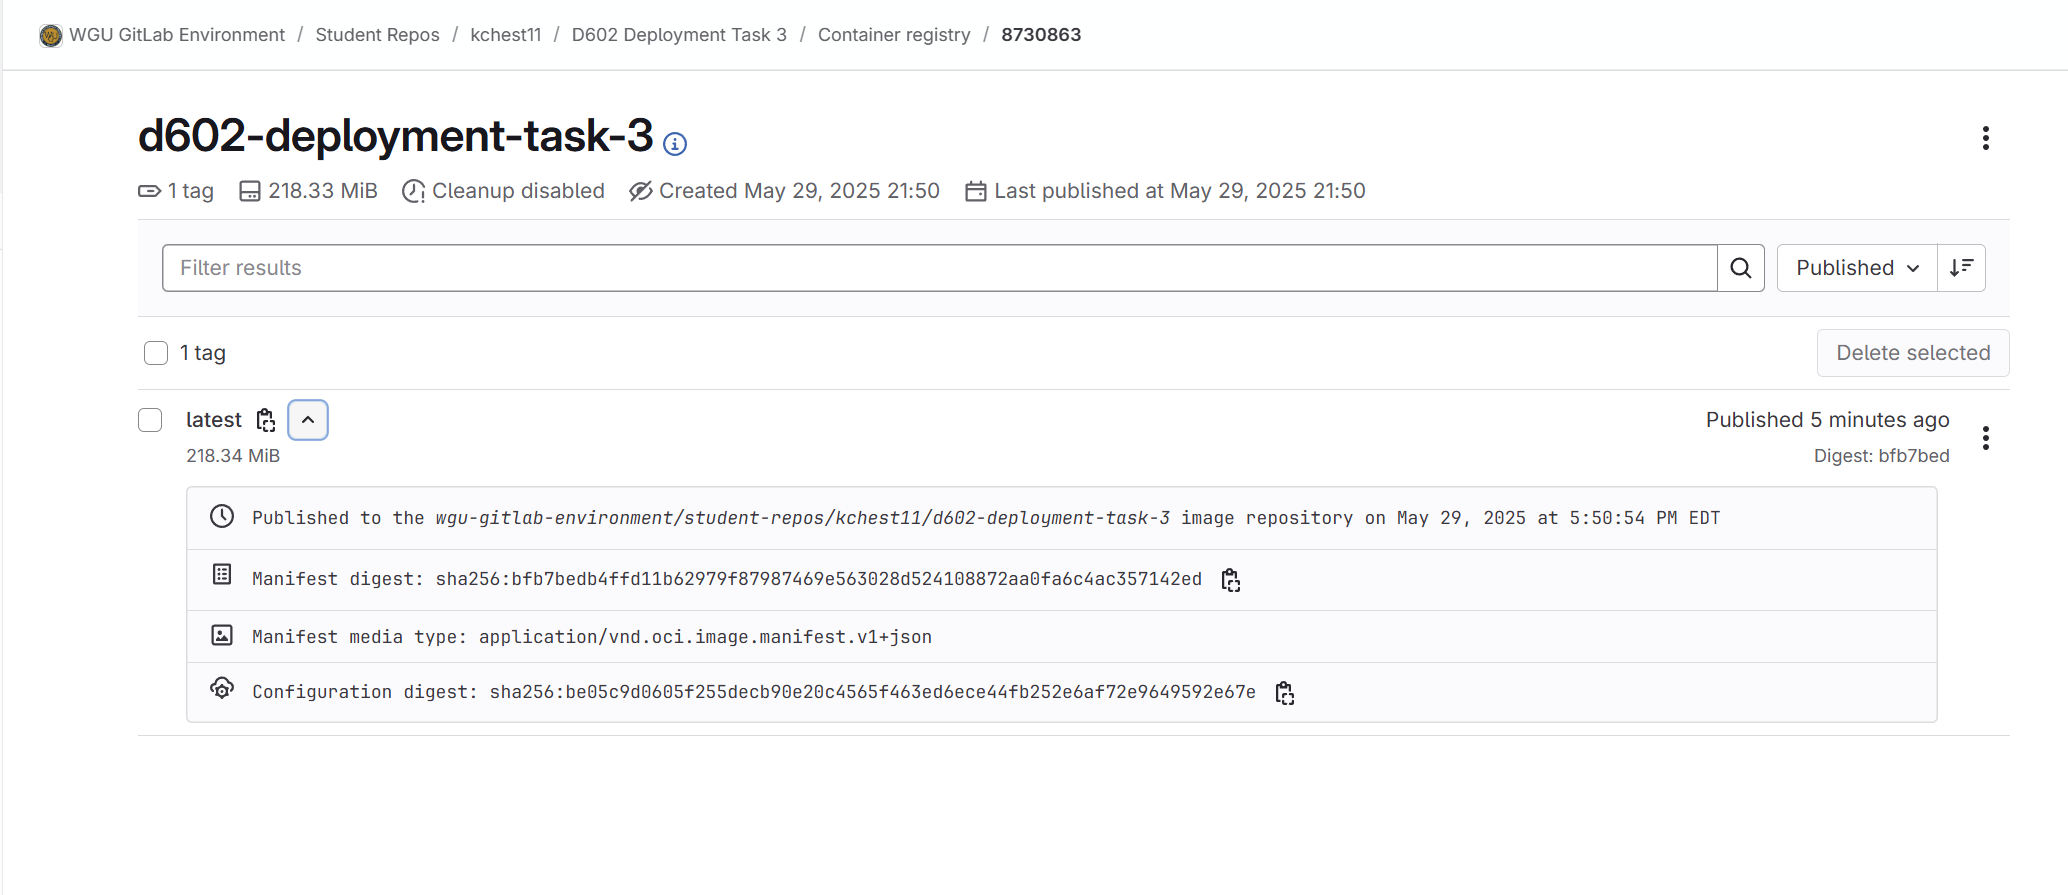 WGU GitLab Environment / Student Repos / kchest11 / D602 Deployment Task 3 / Container registry / 8730863
d602-deployment-task-3
1 tag 218.33 MiB Cleanup disabled Created May 29, 2025 21:50 Last published at May 29, 2025 21:50
Filter results Published
1 tag Delete selected
latest Published 5 minutes ago
218.34 MiB Digest: bfb7bed
Published to the wgu-gitlab-environment/student-repos/kchest11/d602-deployment-task-3 image repository on May 29, 2025 at 5:50:54 PM EDT
Manifest digest: sha256:bfb7bedb4ffd11b62979f87987469e563028d524108872aa0fa6c4ac357142ed
Manifest media type: application/vnd.oci.image.manifest.v1+json
Configuration digest: sha256:be05c9d0605f255decb90e20c4565f463ed6ece44fb252e6af72e9649592e67e